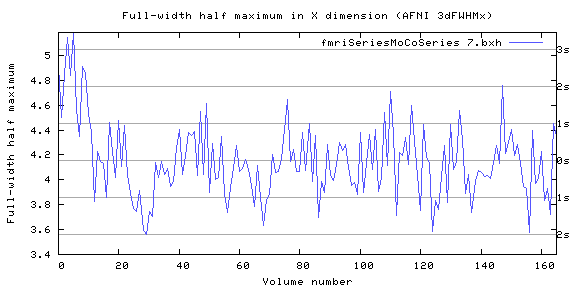 Full-width half maximum in X dimension (AFNI 3dFWHMx)
fmriSeriesMoCoSeries 7.bxh
Full-width half maximum
5
4.8
4.6
4.4
4.2
4
3.8
3.6
3.4
3s
2s
1s
0s
1s
2s
0 20 40 60 80 100 120 140 160
Volume number